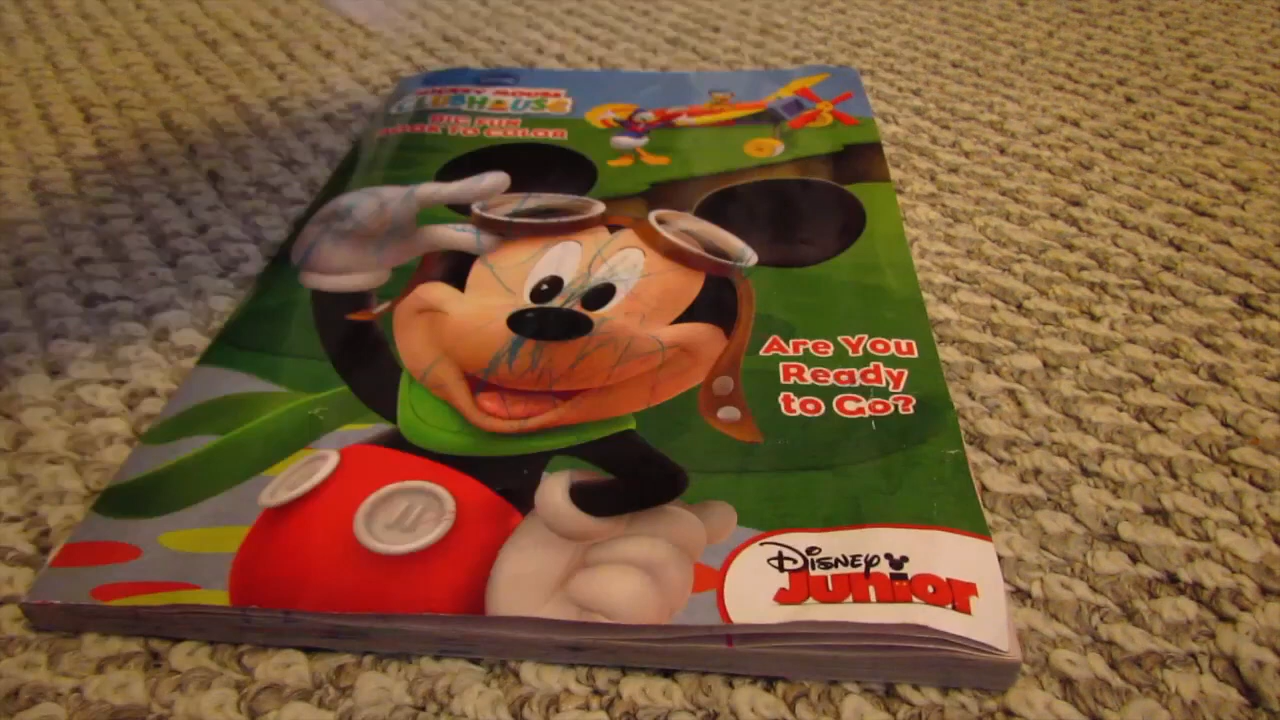 MICKEY MOUSE
CLUBHOUSE
BIG FUN
BOOK TO COLOR
Are You
Ready
to Go?
Disney
Junior